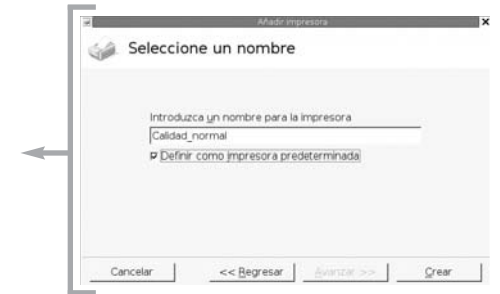 Añadir impresora
Seleccione un nombre
Introduzca un nombre para la impresora
Calidad_normal
Definir como impresora predeterminada
Cancelar << Regresar Avanzar >> Crear